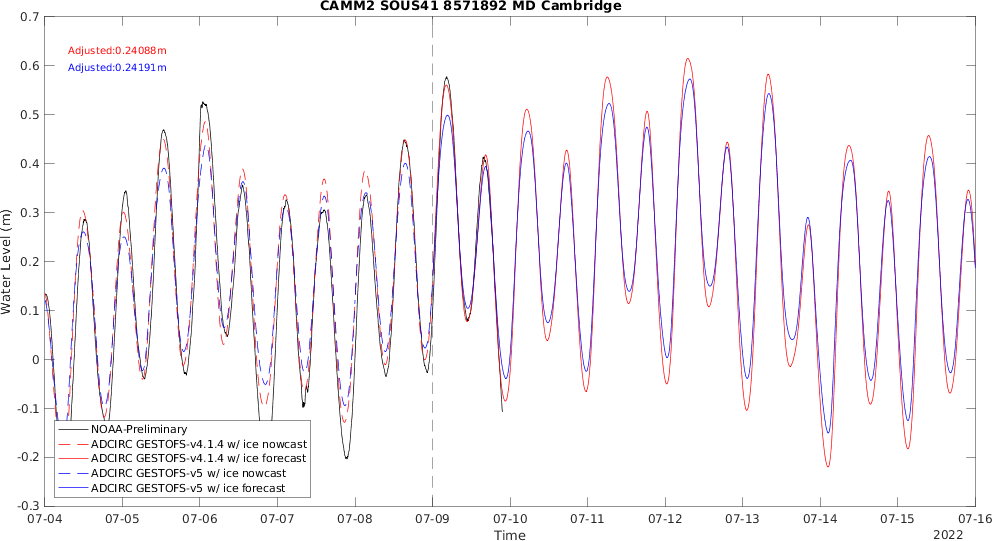 CAMM2 SOUS41 8571892 MD Cambridge
Adjusted:0.24088m
Adjusted:0.24191m
0.7
0.6
0.5
0.4
0.3
0.2
0.1
0
-0.1
-0.2
-0.3
Water Level (m)
NOAA-Preliminary
ADCIRC GESTOFS-v4.1.4 w/ ice nowcast
ADCIRC GESTOFS-v4.1.4 w/ ice forecast
ADCIRC GESTOFS-v5 w/ ice nowcast
ADCIRC GESTOFS-v5 w/ ice forecast
07-04 07-05 07-06 07-07 07-08 07-09 07-10 07-11 07-12 07-13 07-14 07-15 07-16
Time
2022